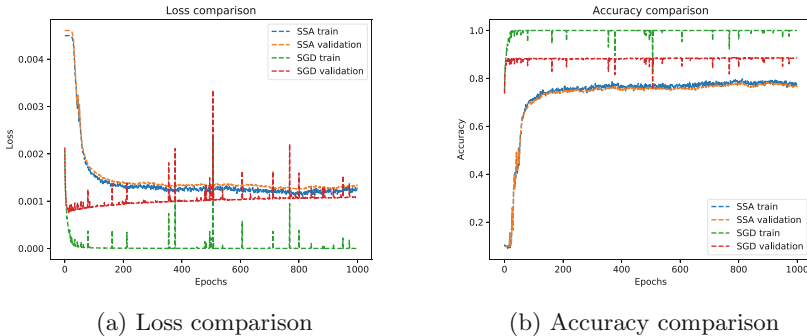 Loss comparison
SSA train
SSA validation
SGD train
SGD validation
0.004
0.003
0.002
0.001
0.000
Loss
0 200 400 600 800 1000
Epochs
(a) Loss comparison
Accuracy comparison
1.0
0.8
0.6
0.4
0.2
Accuracy
SSA train
SSA validation
SGD train
SGD validation
0 200 400 600 800 1000
Epochs
(b) Accuracy comparison